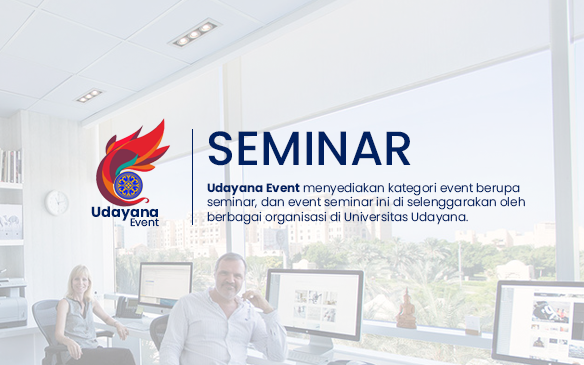 Udayana
Event
SEMINAR
Udayana Event menyediakan kategori event berupa
seminar, dan event seminar ini di selenggarakan oleh
berbagai organisasi di Universitas Udayana.